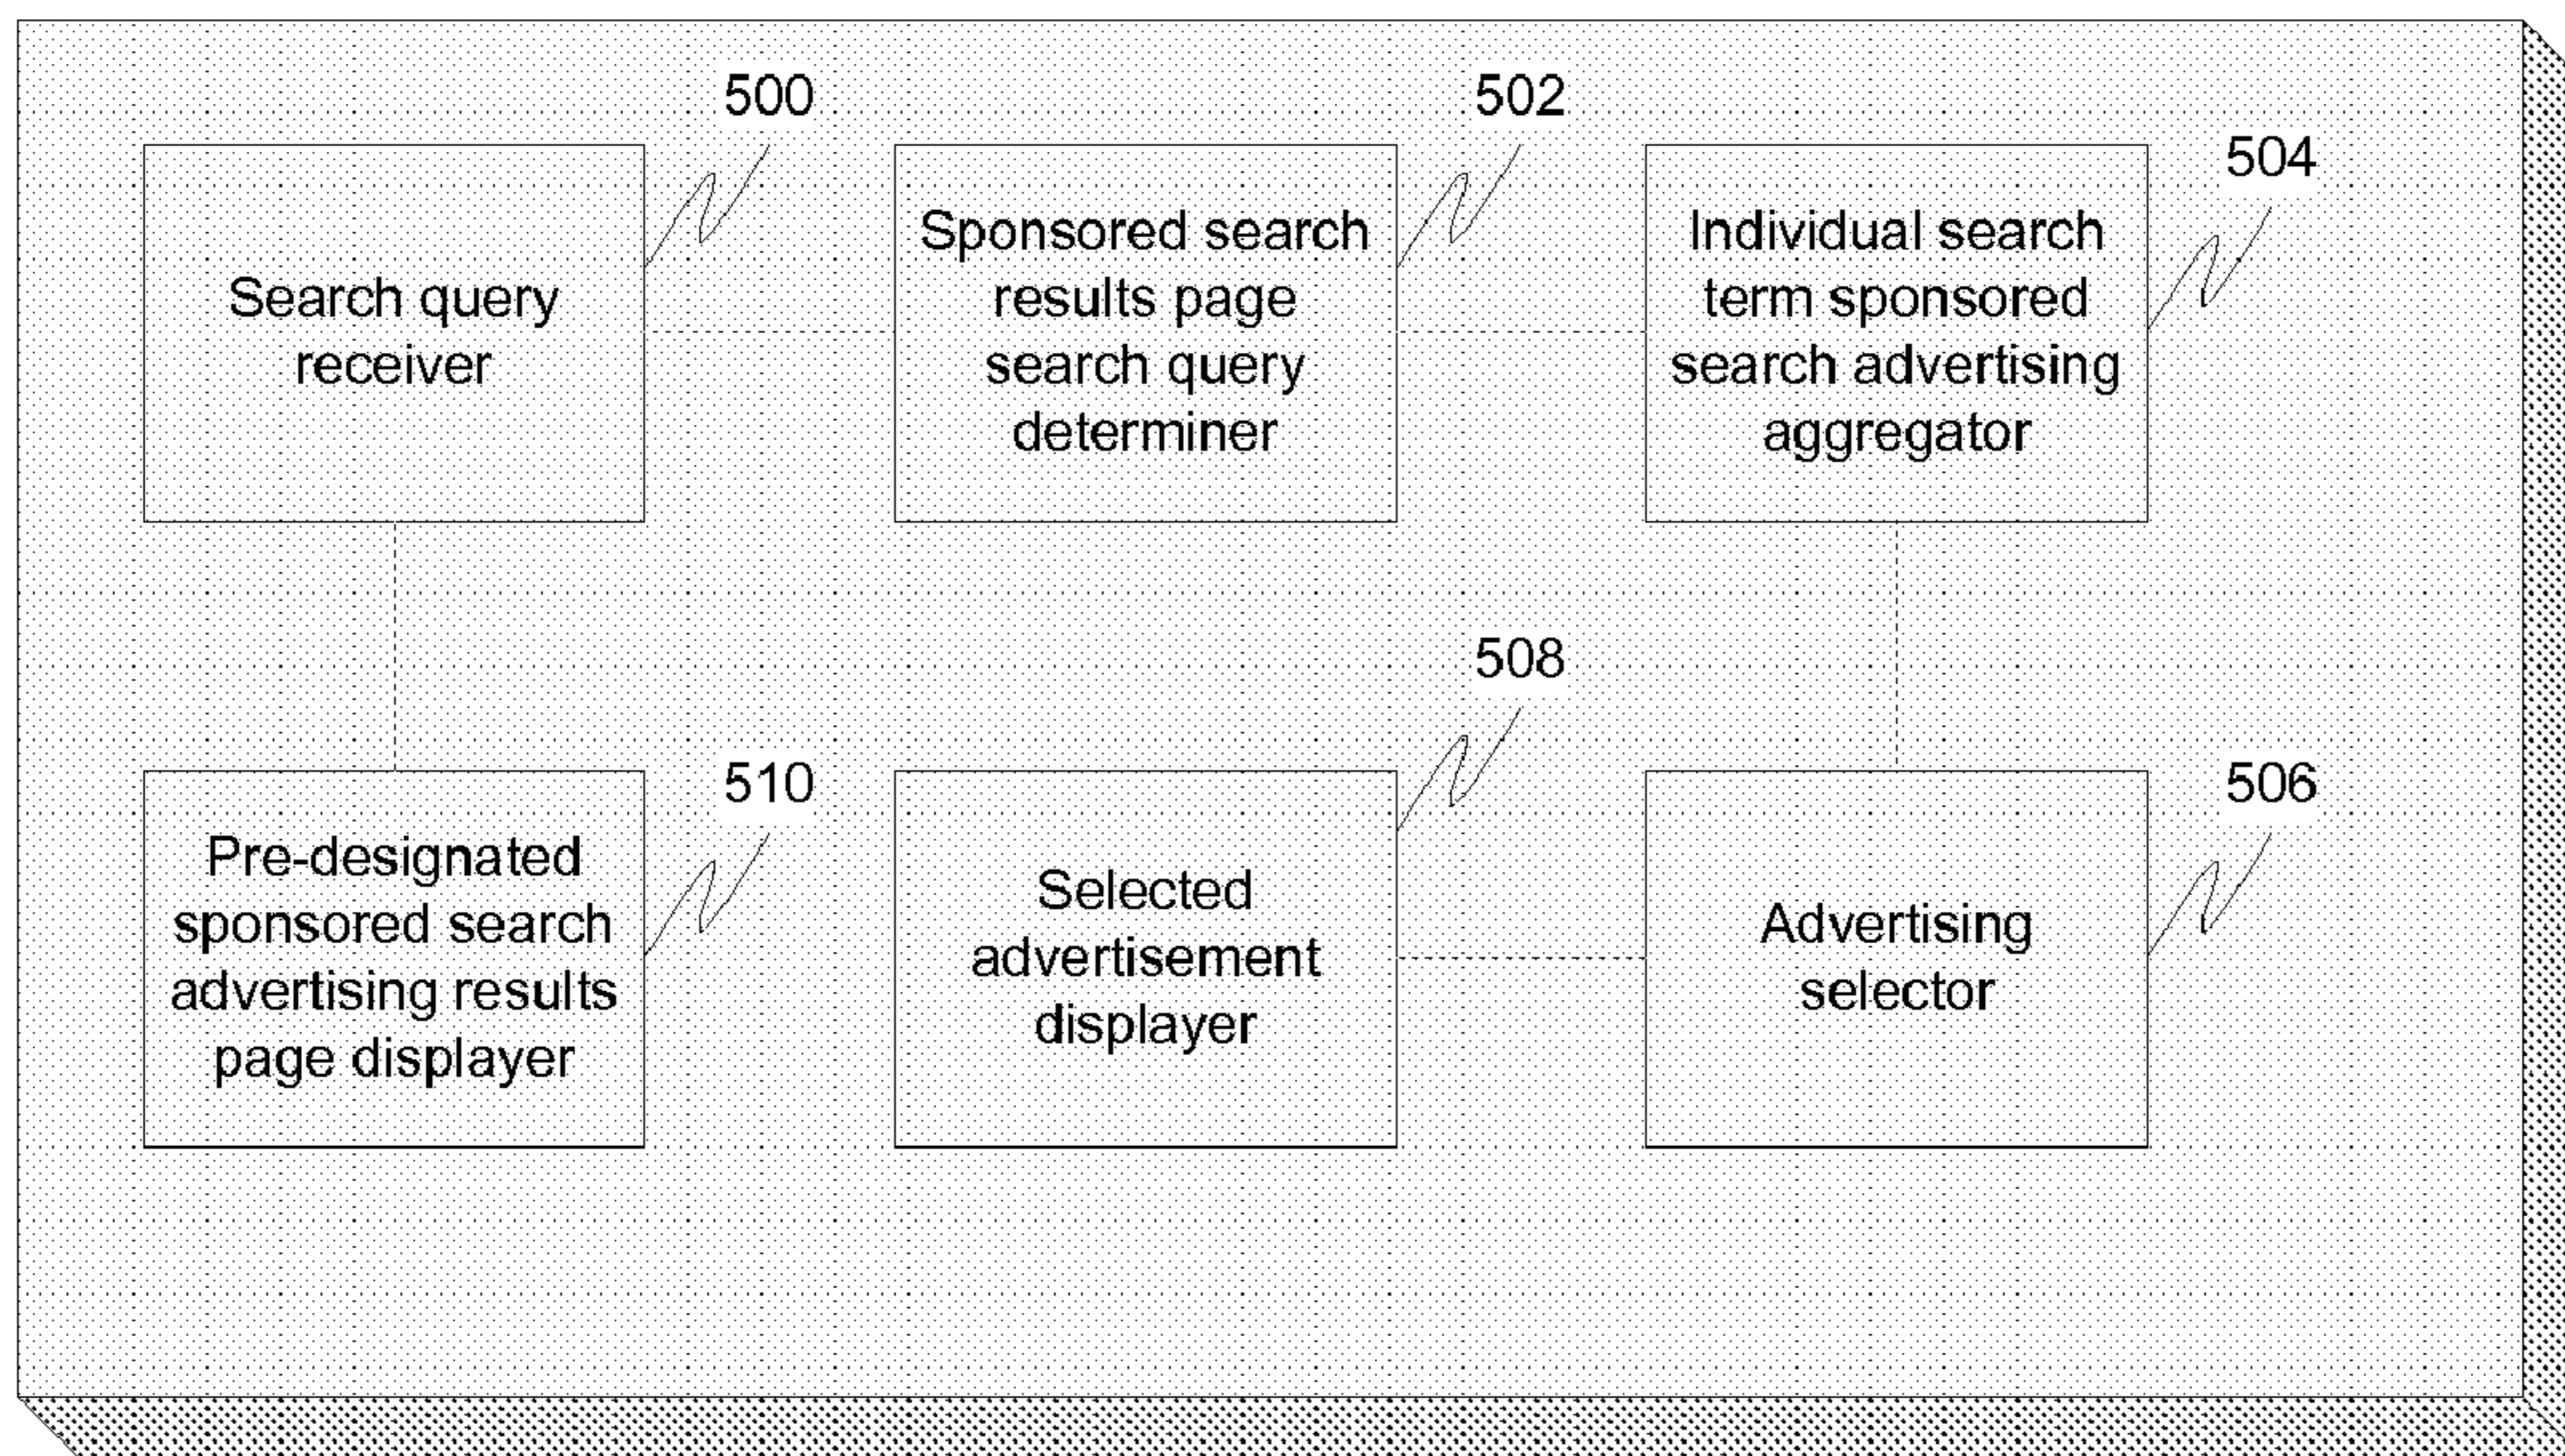 500
502
504
Search query
receiver
Sponsored search
results page
search query
determiner
Individual search
term sponsored
search advertising
aggregator
508
510
506
Pre-designated
sponsored search
advertising results
page displayer
Selected
advertisement
displayer
Advertising
selector